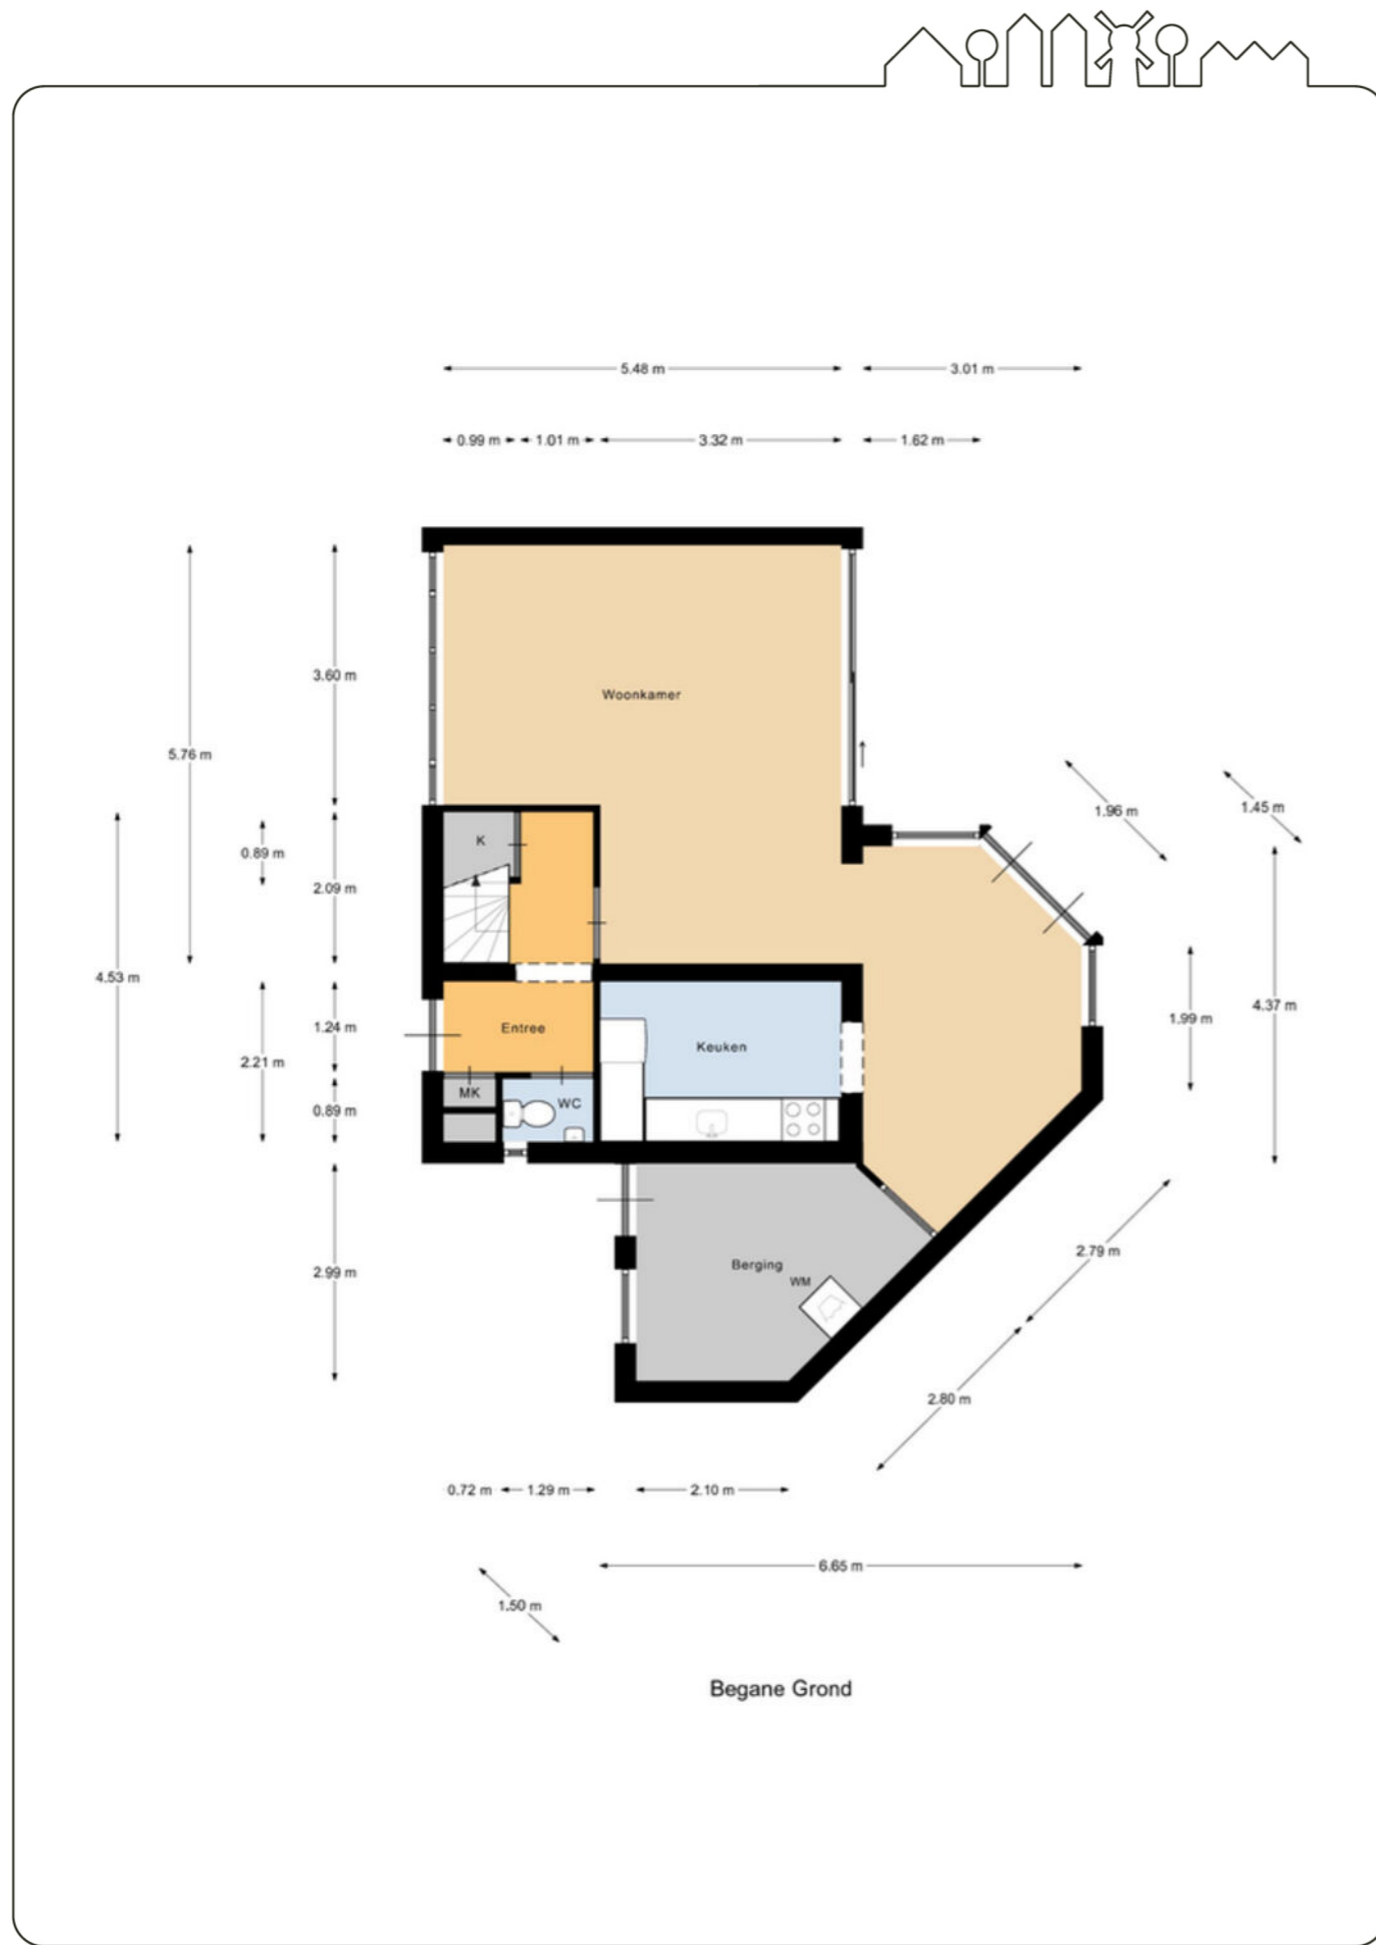 5.48 m
3.01 m
0.99 m
1.01 m
3.32 m
1.62 m
3.60 m
Woonkamer
5.76 m
1.96 m
1.45 m
0.89 m
K
2.09 m
4.53 m
4.37 m
1.99 m
1.24 m
Entree
Keuken
2.21 m
MK
WC
0.89 m
2.79 m
Berging
2.99 m
WM
2.80 m
0.72 m
1.29 m
2.10 m
6.65 m
1.50 m
Begane Grond